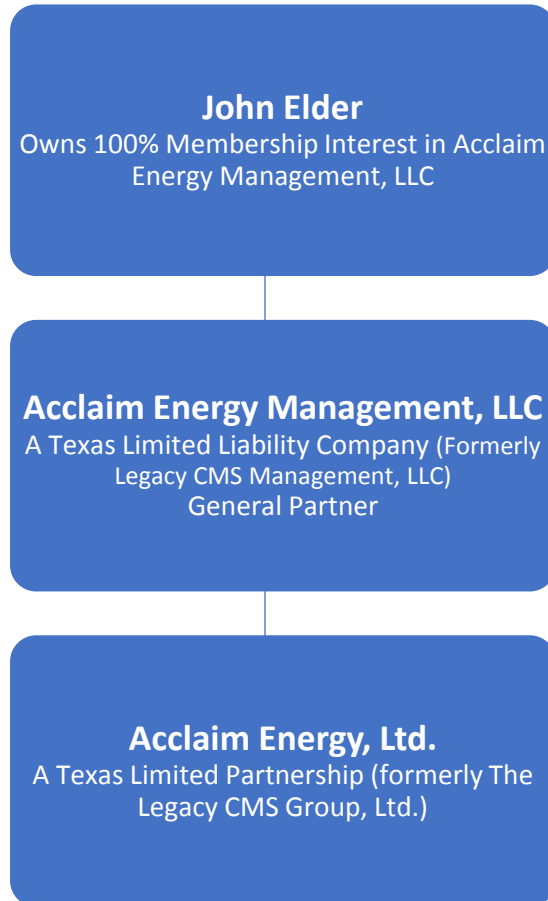 John Elder
Owns 100% Membership Interest in Acclaim
Energy Management, LLC
Acclaim Energy Management, LLC
A Texas Limited Liability Company (Formerly
Legacy CMS Management, LLC)
General Partner
Acclaim Energy, Ltd.
A Texas Limited Partnership (formerly The
Legacy CMS Group, Ltd.)